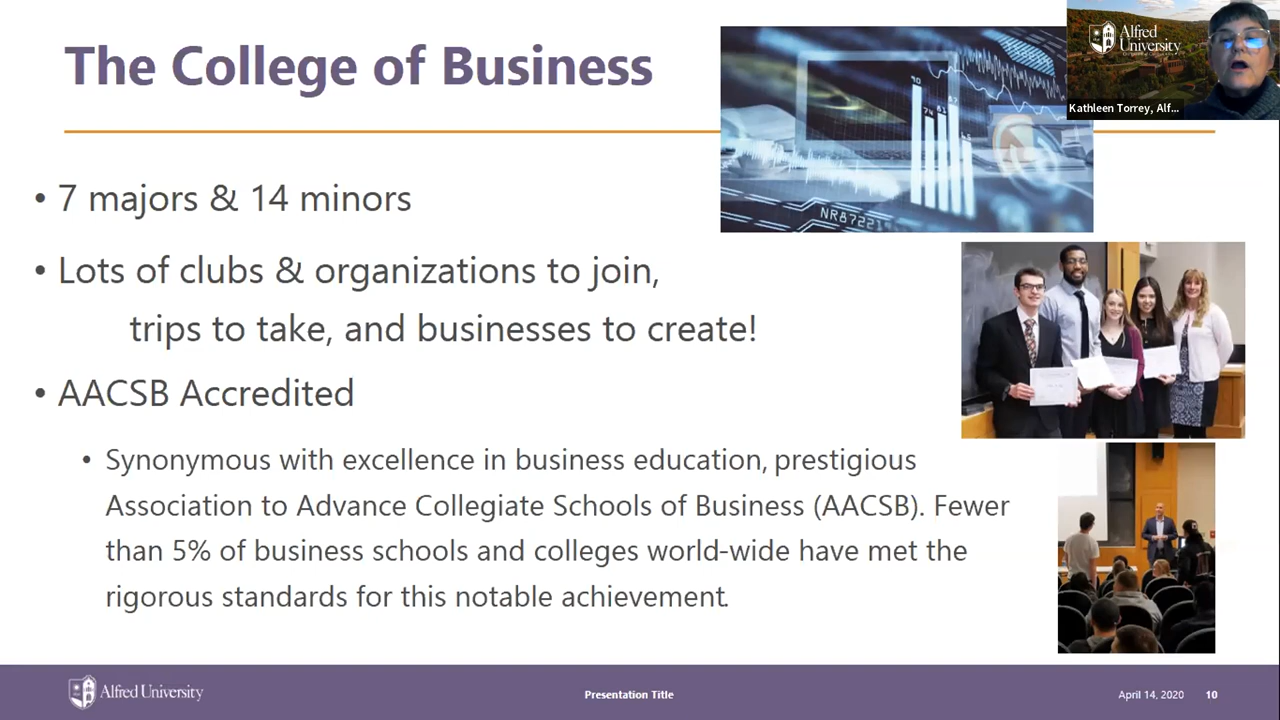 The College of Business
Alfred
University
Kathleen Torrey, Alf...
NR8722
• 7 majors & 14 minors
• Lots of clubs & organizations to join,
trips to take, and businesses to create!
• AACSB Accredited
• Synonymous with excellence in business education, prestigious
Association to Advance Collegiate Schools of Business (AACSB). Fewer
than 5% of business schools and colleges world-wide have met the
rigorous standards for this notable achievement.
Alfred University
Presentation Title
April 14, 2020 10